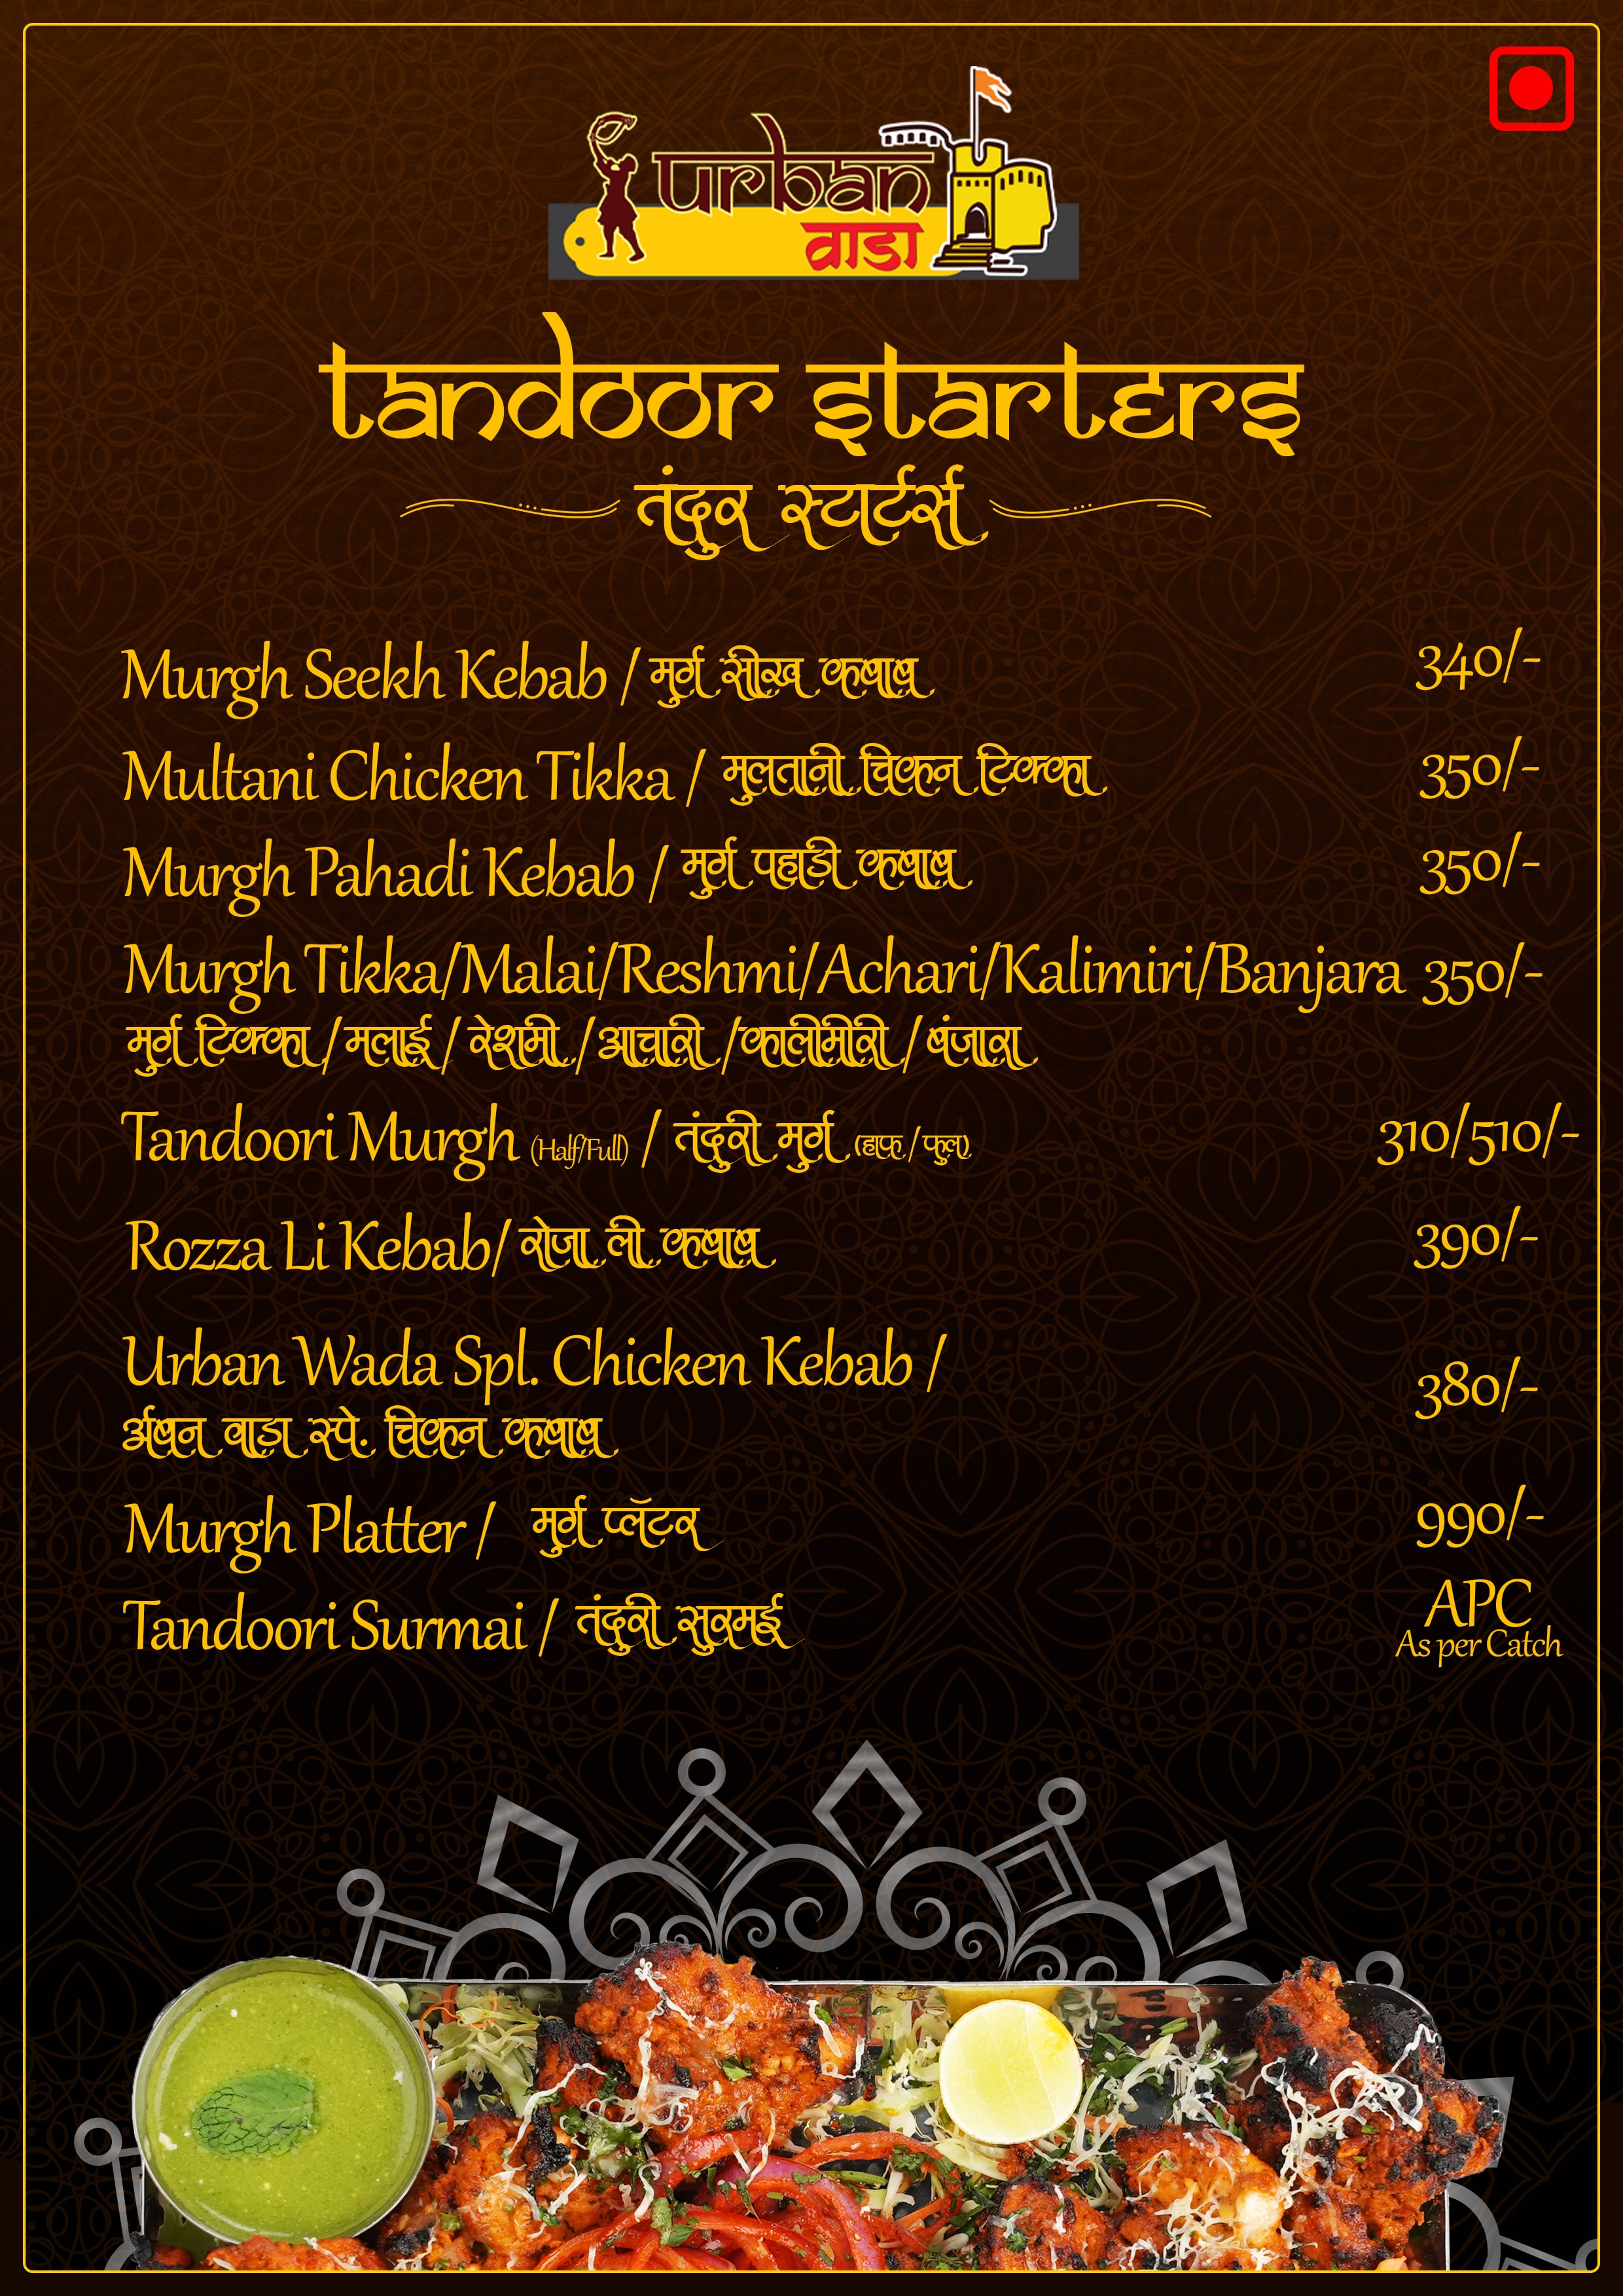 urban
वाडा
Tandoor Starters
तंदुर स्टार्टर्स
Murgh Seekh Kebab / मुर्ग सीख कबाब 340/-
Multani Chicken Tikka / मुलतानी चिकन टिक्का 350/-
Murgh Pahadi Kebab / मुर्ग पहाडी कबाब 350/-
Murgh Tikka/Malai/Reshmi/Achari/Kalimiri/Banjara 350/-
मुर्ग टिक्का / मलाई / रेशमी / आचारी / कालीमीरी / बंजारा
Tandoori Murgh (Half/Full) / तंदुरी मुर्ग (हाफ / फुल) 310/510/-
Rozza Li Kebab/ रोजा ली कबाब 390/-
Urban Wada Spl. Chicken Kebab / 380/-
र्अबन वाडा स्पे. चिकन कबाब
Murgh Platter / मुर्ग प्लॅटर 990/-
Tandoori Surmai / तंदुरी सुरमई APC
As per Catch